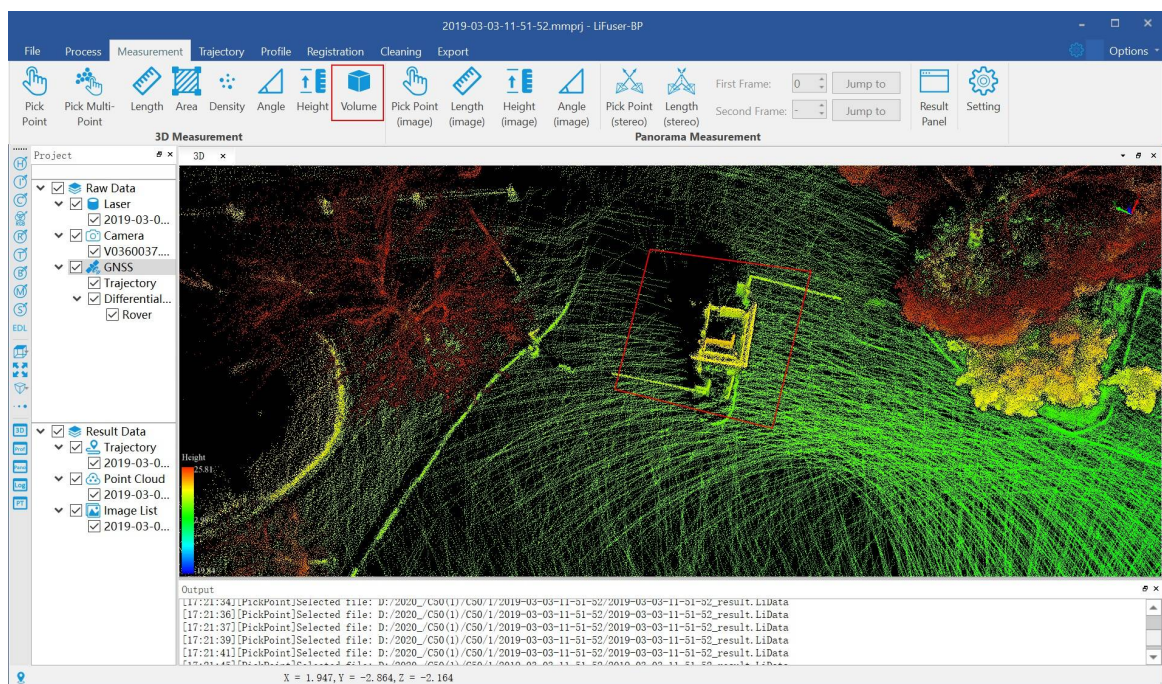 2019-03-03-11-51-52.mmprj - LiFuser-BP
File Process Measurement Trajectory Profile Registration Cleaning Export Options
Pick Point Pick Multi-Point Length Area Density Angle Height Volume Pick Point (image) Length (image) Height (image) Angle (image) Pick Point (stereo) Length (stereo) First Frame: 0 Jump to Second Frame: - Jump to Result Panel Setting
3D Measurement Panorama Measurement
Project
3D
Raw Data
Laser
2019-03-0...
Camera
V0360037....
GNSS
Trajectory
Differential...
Rover
EDL
Result Data
Trajectory
2019-03-0...
Point Cloud
2019-03-0...
Image List
2019-03-0...
3D
Prof
Log
PT
Height
25.81
Output
[17:21:34][PickPoint]Selected file: D:/2020_/C50(1)/C50/1/2019-03-03-11-51-52/2019-03-03-11-51-52_result.LiData
[17:21:36][PickPoint]Selected file: D:/2020_/C50(1)/C50/1/2019-03-03-11-51-52/2019-03-03-11-51-52_result.LiData
[17:21:37][PickPoint]Selected file: D:/2020_/C50(1)/C50/1/2019-03-03-11-51-52/2019-03-03-11-51-52_result.LiData
[17:21:39][PickPoint]Selected file: D:/2020_/C50(1)/C50/1/2019-03-03-11-51-52/2019-03-03-11-51-52_result.LiData
[17:21:41][PickPoint]Selected file: D:/2020_/C50(1)/C50/1/2019-03-03-11-51-52/2019-03-03-11-51-52_result.LiData
X = 1.947, Y = -2.864, Z = -2.164